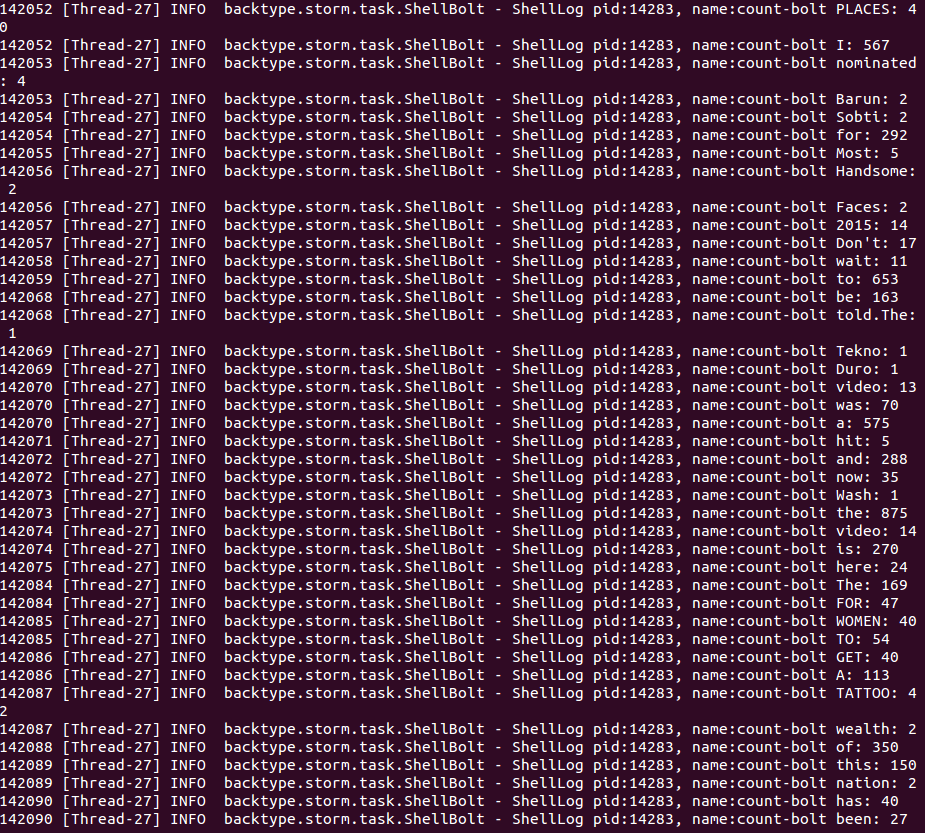 142052 [Thread-27] INFO  backtype.storm.task.ShellBolt - ShellLog pid:14283, name:count-bolt PLACES: 4
0
142052 [Thread-27] INFO  backtype.storm.task.ShellBolt - ShellLog pid:14283, name:count-bolt I: 567
142053 [Thread-27] INFO  backtype.storm.task.ShellBolt - ShellLog pid:14283, name:count-bolt nominated
: 4
142053 [Thread-27] INFO  backtype.storm.task.ShellBolt - ShellLog pid:14283, name:count-bolt Barun: 2
142054 [Thread-27] INFO  backtype.storm.task.ShellBolt - ShellLog pid:14283, name:count-bolt Sobti: 2
142054 [Thread-27] INFO  backtype.storm.task.ShellBolt - ShellLog pid:14283, name:count-bolt for: 292
142055 [Thread-27] INFO  backtype.storm.task.ShellBolt - ShellLog pid:14283, name:count-bolt Most: 5
142056 [Thread-27] INFO  backtype.storm.task.ShellBolt - ShellLog pid:14283, name:count-bolt Handsome:
 2
142056 [Thread-27] INFO  backtype.storm.task.ShellBolt - ShellLog pid:14283, name:count-bolt Faces: 2
142057 [Thread-27] INFO  backtype.storm.task.ShellBolt - ShellLog pid:14283, name:count-bolt 2015: 14
142057 [Thread-27] INFO  backtype.storm.task.ShellBolt - ShellLog pid:14283, name:count-bolt Don't: 17
142058 [Thread-27] INFO  backtype.storm.task.ShellBolt - ShellLog pid:14283, name:count-bolt wait: 11
142059 [Thread-27] INFO  backtype.storm.task.ShellBolt - ShellLog pid:14283, name:count-bolt to: 653
142068 [Thread-27] INFO  backtype.storm.task.ShellBolt - ShellLog pid:14283, name:count-bolt be: 163
142068 [Thread-27] INFO  backtype.storm.task.ShellBolt - ShellLog pid:14283, name:count-bolt told.The:
 1
142069 [Thread-27] INFO  backtype.storm.task.ShellBolt - ShellLog pid:14283, name:count-bolt Tekno: 1
142069 [Thread-27] INFO  backtype.storm.task.ShellBolt - ShellLog pid:14283, name:count-bolt Duro: 1
142070 [Thread-27] INFO  backtype.storm.task.ShellBolt - ShellLog pid:14283, name:count-bolt video: 13
142070 [Thread-27] INFO  backtype.storm.task.ShellBolt - ShellLog pid:14283, name:count-bolt was: 70
142070 [Thread-27] INFO  backtype.storm.task.ShellBolt - ShellLog pid:14283, name:count-bolt a: 575
142071 [Thread-27] INFO  backtype.storm.task.ShellBolt - ShellLog pid:14283, name:count-bolt hit: 5
142072 [Thread-27] INFO  backtype.storm.task.ShellBolt - ShellLog pid:14283, name:count-bolt and: 288
142072 [Thread-27] INFO  backtype.storm.task.ShellBolt - ShellLog pid:14283, name:count-bolt now: 35
142073 [Thread-27] INFO  backtype.storm.task.ShellBolt - ShellLog pid:14283, name:count-bolt Wash: 1
142073 [Thread-27] INFO  backtype.storm.task.ShellBolt - ShellLog pid:14283, name:count-bolt the: 875
142074 [Thread-27] INFO  backtype.storm.task.ShellBolt - ShellLog pid:14283, name:count-bolt video: 14
142074 [Thread-27] INFO  backtype.storm.task.ShellBolt - ShellLog pid:14283, name:count-bolt is: 270
142075 [Thread-27] INFO  backtype.storm.task.ShellBolt - ShellLog pid:14283, name:count-bolt here: 24
142084 [Thread-27] INFO  backtype.storm.task.ShellBolt - ShellLog pid:14283, name:count-bolt The: 169
142084 [Thread-27] INFO  backtype.storm.task.ShellBolt - ShellLog pid:14283, name:count-bolt FOR: 47
142085 [Thread-27] INFO  backtype.storm.task.ShellBolt - ShellLog pid:14283, name:count-bolt WOMEN: 40
142085 [Thread-27] INFO  backtype.storm.task.ShellBolt - ShellLog pid:14283, name:count-bolt TO: 54
142086 [Thread-27] INFO  backtype.storm.task.ShellBolt - ShellLog pid:14283, name:count-bolt GET: 40
142086 [Thread-27] INFO  backtype.storm.task.ShellBolt - ShellLog pid:14283, name:count-bolt A: 113
142087 [Thread-27] INFO  backtype.storm.task.ShellBolt - ShellLog pid:14283, name:count-bolt TATTOO: 4
2
142087 [Thread-27] INFO  backtype.storm.task.ShellBolt - ShellLog pid:14283, name:count-bolt wealth: 2
142088 [Thread-27] INFO  backtype.storm.task.ShellBolt - ShellLog pid:14283, name:count-bolt of: 350
142089 [Thread-27] INFO  backtype.storm.task.ShellBolt - ShellLog pid:14283, name:count-bolt this: 150
142089 [Thread-27] INFO  backtype.storm.task.ShellBolt - ShellLog pid:14283, name:count-bolt nation: 2
142090 [Thread-27] INFO  backtype.storm.task.ShellBolt - ShellLog pid:14283, name:count-bolt has: 40
142090 [Thread-27] INFO  backtype.storm.task.ShellBolt - ShellLog pid:14283, name:count-bolt been: 27